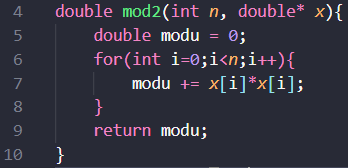 4 double mod2(int n, double* x){
5 double modu = 0;
6 for(int i=0;i<n;i++){
7 modu += x[i]*x[i];
8 }
9 return modu;
10 }